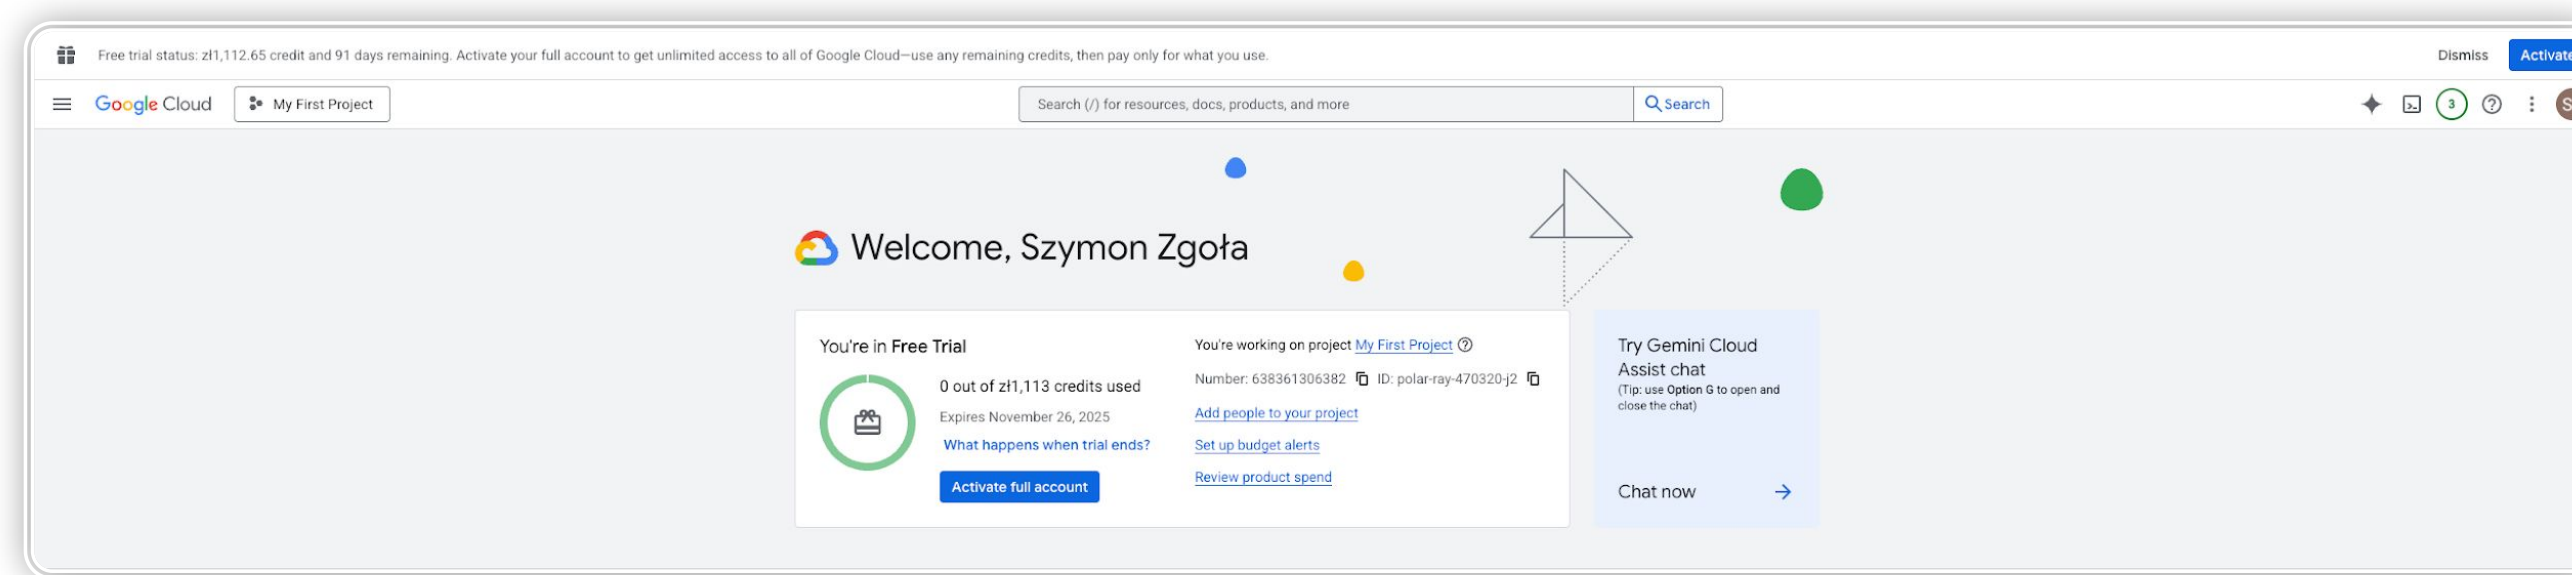 Free trial status: zł1,112.65 credit and 91 days remaining. Activate your full account to get unlimited access to all of Google Cloud—use any remaining credits, then pay only for what you use.
Dismiss
Activate
Google Cloud
My First Project
Search (/) for resources, docs, products, and more
Search
3
S
Welcome, Szymon Zgoła
You're in Free Trial
0 out of zł1,113 credits used
Expires November 26, 2025
What happens when trial ends?
Activate full account
You're working on project My First Project
Number: 638361306382 ID: polar-ray-470320-j2
Add people to your project
Set up budget alerts
Review product spend
Try Gemini Cloud
Assist chat
(Tip: use Option G to open and
close the chat)
Chat now